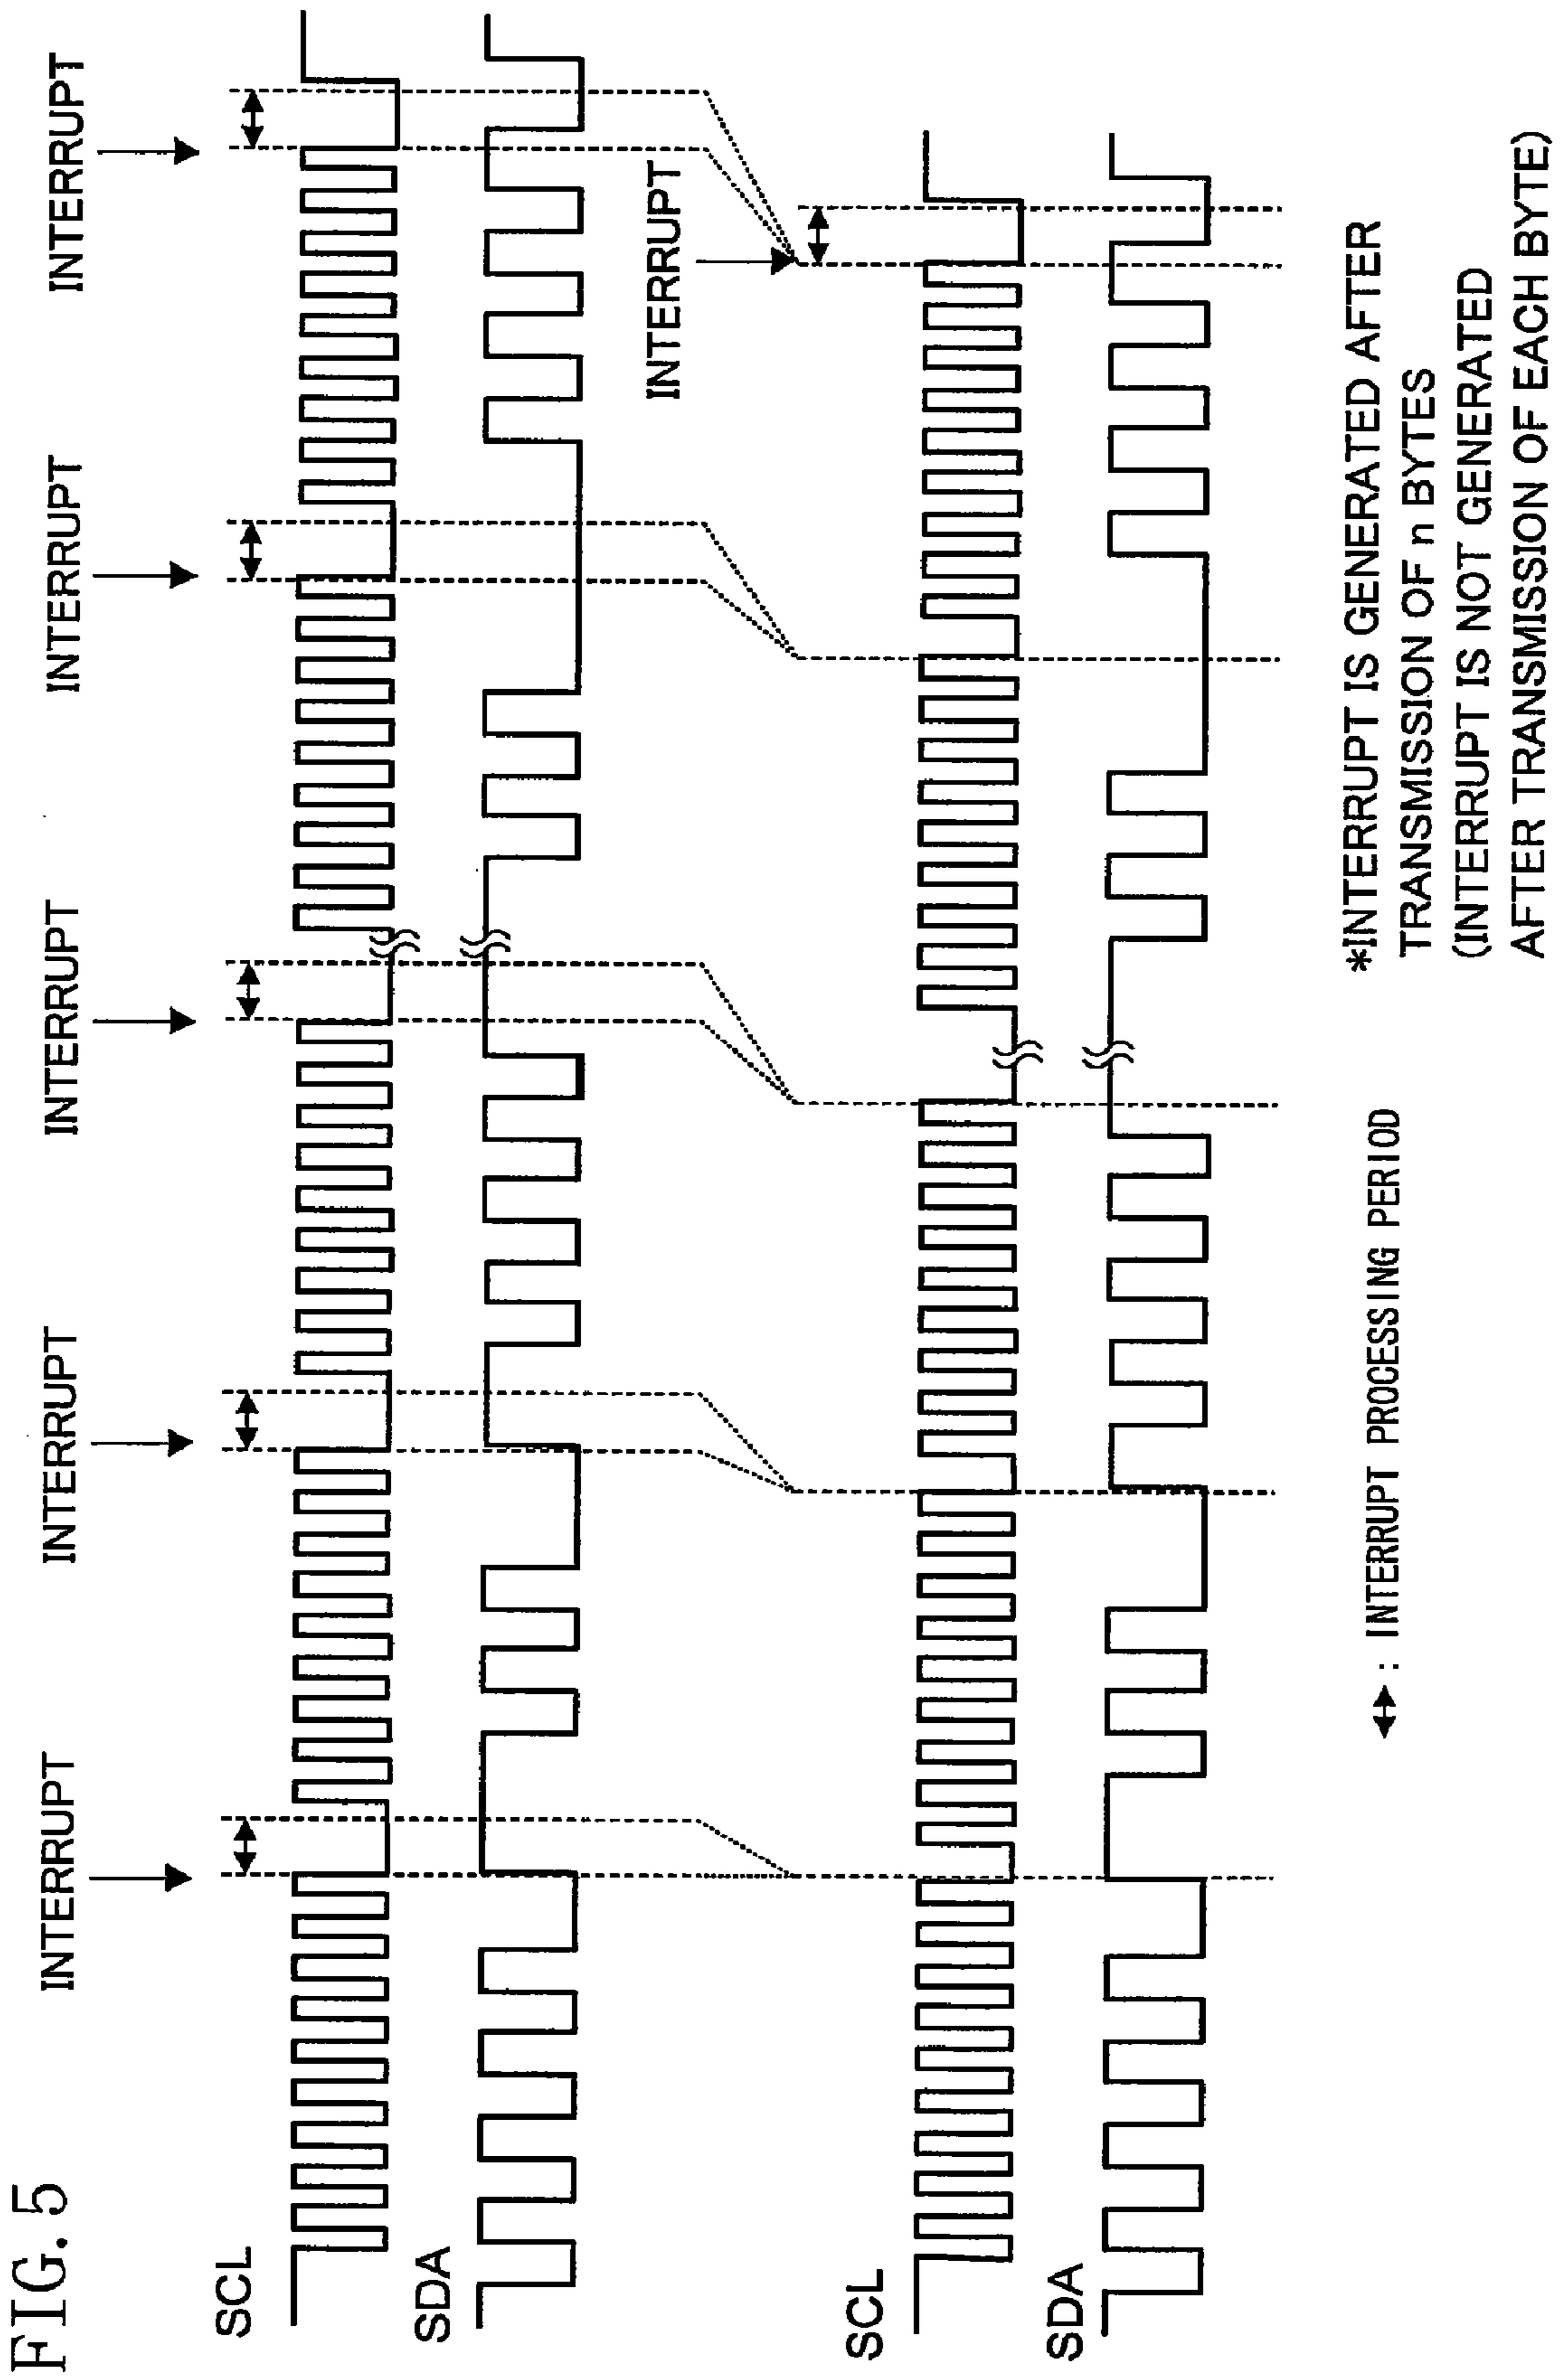 FIG. 5
INTERRUPT
INTERRUPT
INTERRUPT
INTERRUPT
INTERRUPT
SCL
SDA
INTERRUPT
SCL
SDA
: INTERRUPT PROCESSING PERIOD
*INTERRUPT IS GENERATED AFTER
TRANSMISSION OF n BYTES
(INTERRUPT IS NOT GENERATED
AFTER TRANSMISSION OF EACH BYTE)